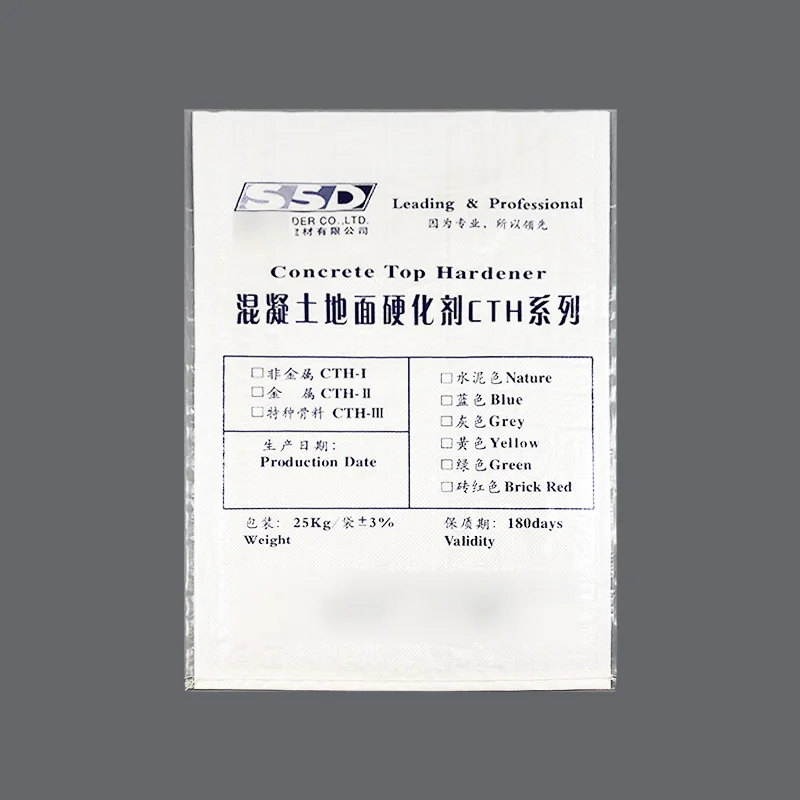 SSD
DER CO.,LTD.
材有限公司
Leading & Professional
因为专业，所以领先
Concrete Top Hardener
混凝土地面硬化剂CTH系列
□非金属 CTH-I
□金 属 CTH-II
□特种骨料 CTH-III
生产日期：
Production Date
□水泥色 Nature
□蓝色 Blue
□灰色 Grey
□黄色 Yellow
□绿色 Green
□砖红色 Brick Red
包装：25Kg/袋±3%
Weight
保质期：180days
Validity